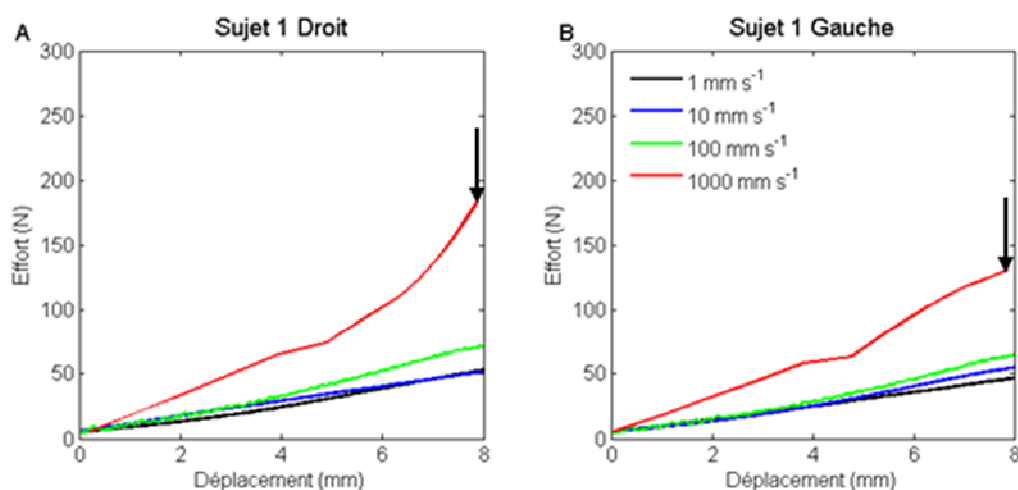 A
Sujet 1 Droit
300
250
200
150
100
50
0
Effort (N)
0 2 4 6 8
Déplacement (mm)
B
Sujet 1 Gauche
300
250
200
150
100
50
0
Effort (N)
1 mm s⁻¹
10 mm s⁻¹
100 mm s⁻¹
1000 mm s⁻¹
0 2 4 6 8
Déplacement (mm)